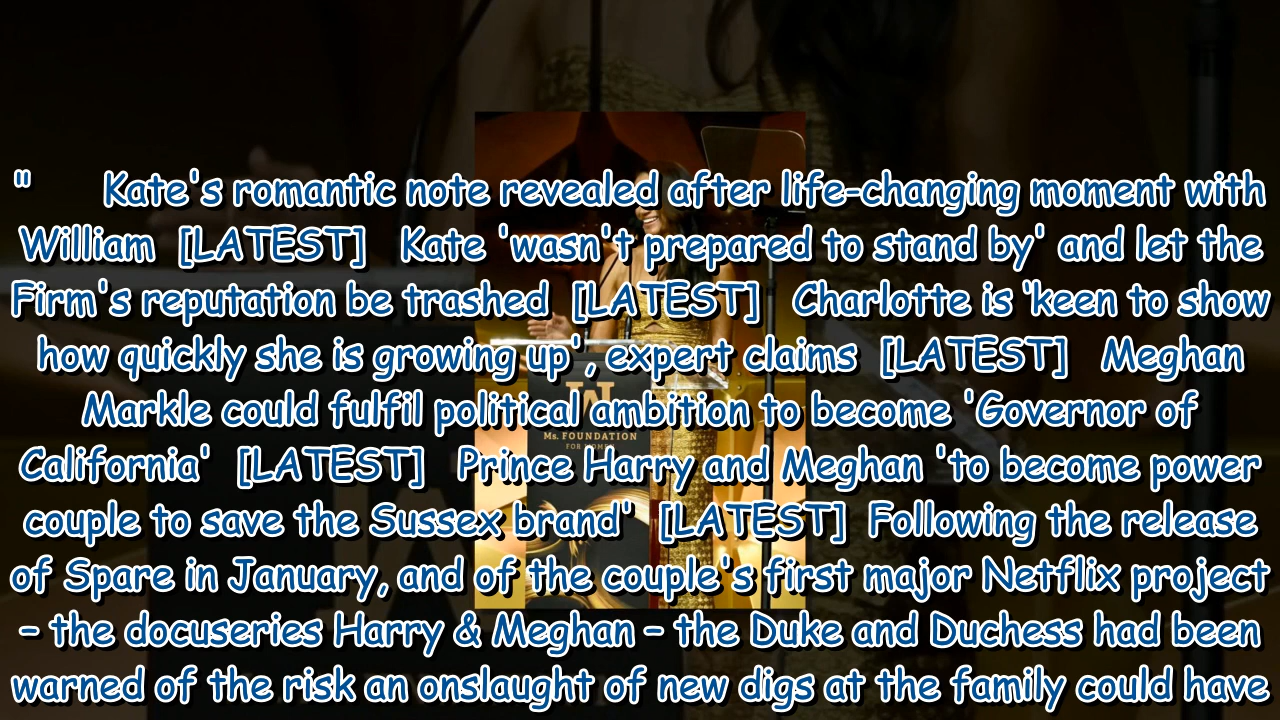 " Kate's romantic note revealed after life-changing moment with
William [LATEST] Kate 'wasn't prepared to stand by' and let the
Firm's reputation be trashed [LATEST] Charlotte is ‘keen to show
how quickly she is growing up', expert claims [LATEST] Meghan
Markle could fulfil political ambition to become 'Governor of
California' [LATEST] Prince Harry and Meghan 'to become power
couple to save the Sussex brand' [LATEST] Following the release
of Spare in January, and of the couple's first major Netflix project
– the docuseries Harry & Meghan – the Duke and Duchess had been
warned of the risk an onslaught of new digs at the family could have
Ms. FOUNDATION
FOR WOMEN